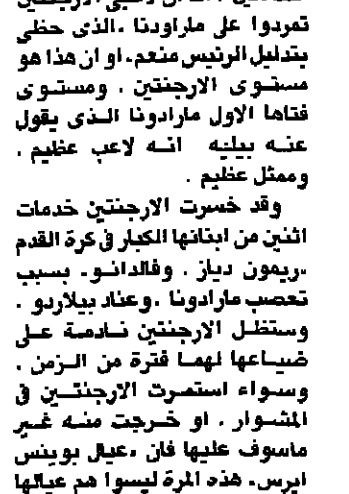 تمردوا على ماراودنا ،الذى حظى
بتدليل الرئيس منعم، او ان هذا هو
مستوى الارجنتين . ومستوى
فتاها الاول مارادونا الذى يقول
عنه بيليه انه لاعب عظيم .
وممثل عظيم .
وقد خسرت الارجنتين خدمات
اثنين من ابنائها الكبار فى كرة القدم
،ريمون دياز . وفالدانو، بسبب
تعصب مارادونا .وعناد بيلاردو .
وستظل الارجنتين نادمة على
ضياعها لهما فترة من الزمن .
وسواء استمرت الارجنتين فى
المشوار . او خرجت منه غير
ماسوف عليها فان ،عيال بوينس
ايرس، هذه المرة ليسوا هم عيالها